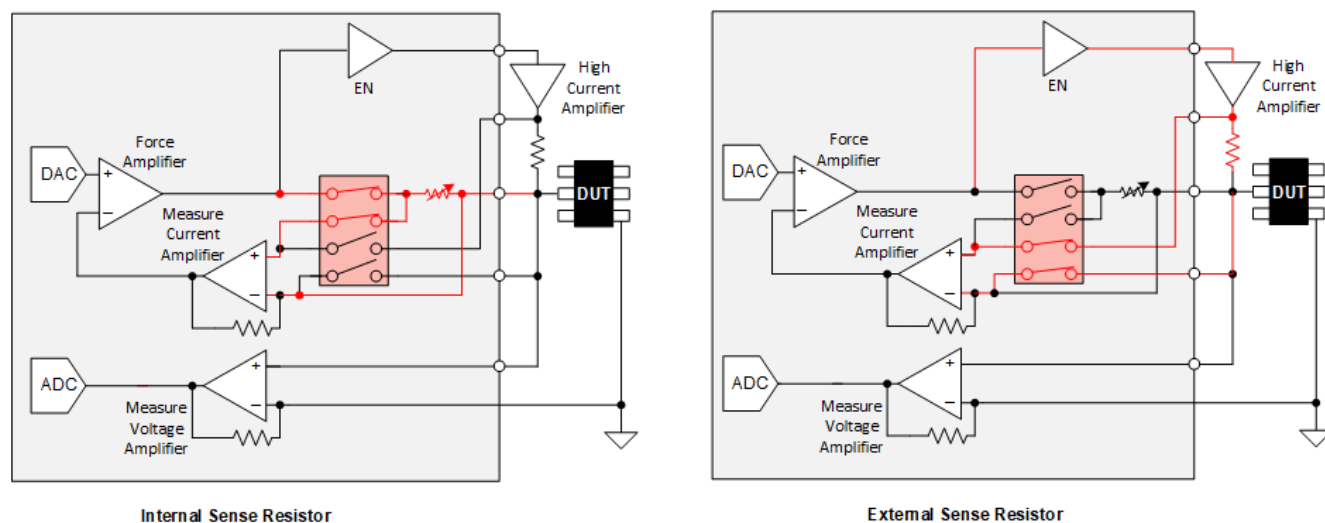 EN
High
Current
Amplifier
Force
Amplifier
DAC
+
−
DUT
Measure
Current
Amplifier
+
−
ADC
+
−
Measure
Voltage
Amplifier
Internal Sense Resistor
EN
High
Current
Amplifier
Force
Amplifier
DAC
+
−
DUT
Measure
Current
Amplifier
+
−
ADC
+
−
Measure
Voltage
Amplifier
External Sense Resistor